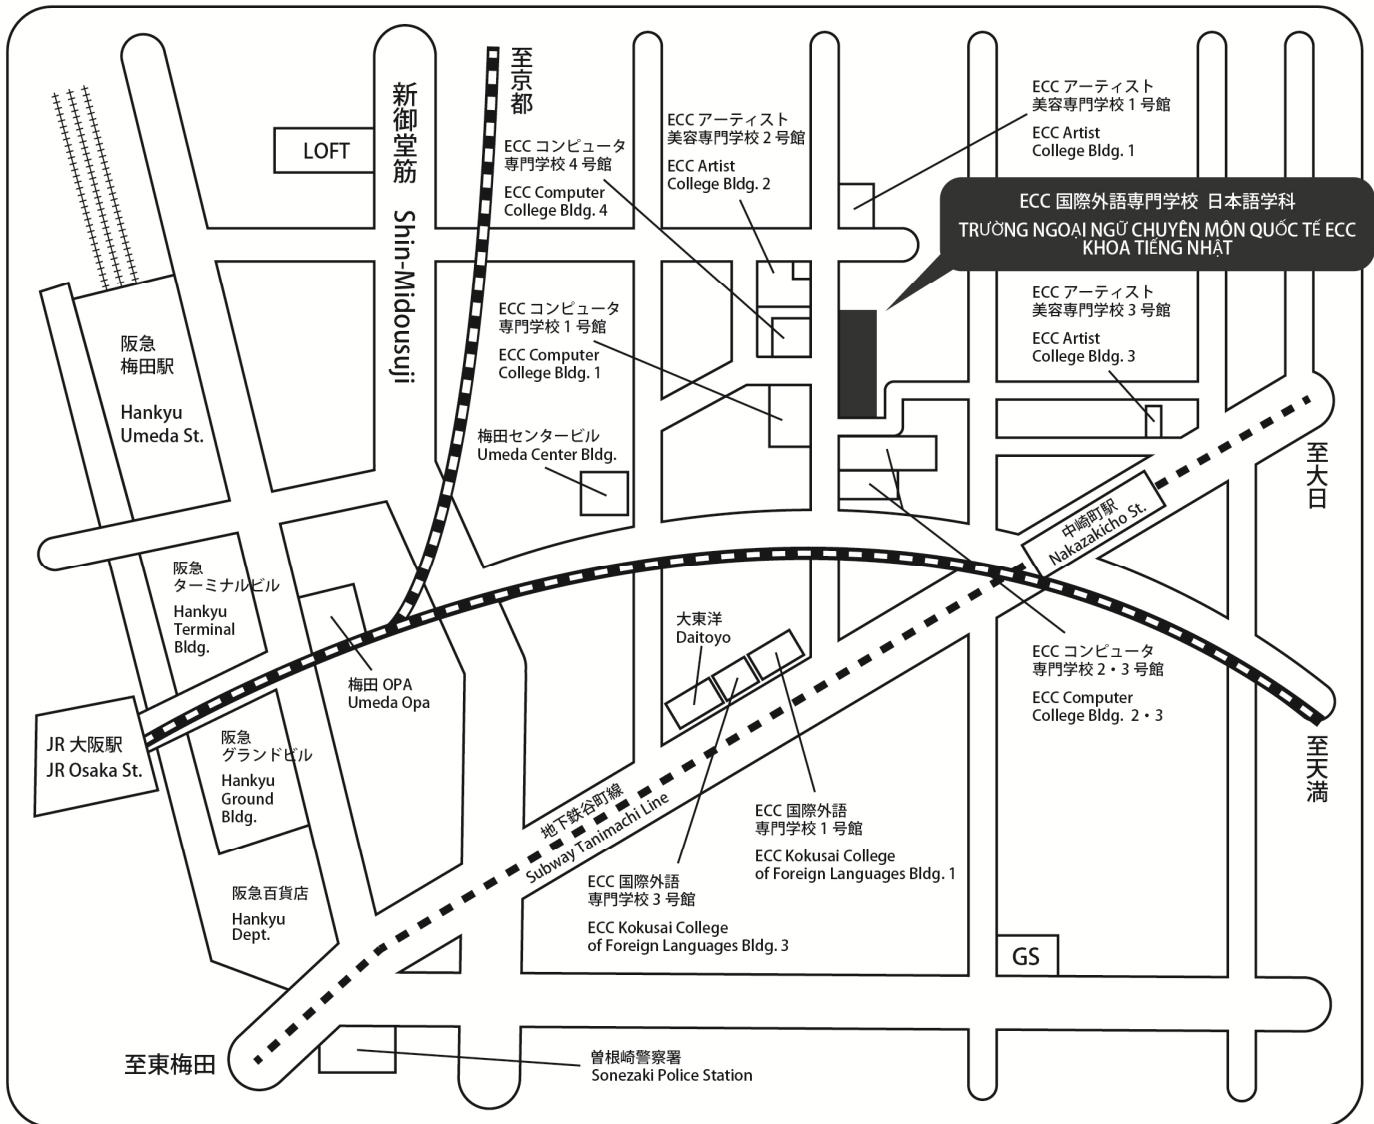 至京都
新御堂筋 Shin-Midousuji
LOFT
ECC コンピュータ
専門学校 4 号館
ECC Computer
College Bldg. 4
ECC アーティスト
美容専門学校 2 号館
ECC Artist
College Bldg. 2
ECC アーティスト
美容専門学校 1 号館
ECC Artist
College Bldg. 1
ECC 国際外語専門学校 日本語学科
TRƯỜNG NGOẠI NGỮ CHUYÊN MÔN QUỐC TẾ ECC
KHOA TIẾNG NHẬT
ECC アーティスト
美容専門学校 3 号館
ECC Artist
College Bldg. 3
ECC コンピュータ
専門学校 1 号館
ECC Computer
College Bldg. 1
阪急
梅田駅
Hankyu
Umeda St.
梅田センタービル
Umeda Center Bldg.
至大日
中崎町駅
Nakazakicho St.
阪急
ターミナルビル
Hankyu
Terminal
Bldg.
大東洋
Daitoyo
ECC コンピュータ
専門学校 2・3 号館
ECC Computer
College Bldg. 2・3
梅田 OPA
Umeda Opa
JR 大阪駅
JR Osaka St.
阪急
グランドビル
Hankyu
Ground
Bldg.
至天満
地下鉄谷町線
Subway Tanimachi Line
ECC 国際外語
専門学校 1 号館
ECC Kokusai College
of Foreign Languages Bldg. 1
ECC 国際外語
専門学校 3 号館
ECC Kokusai College
of Foreign Languages Bldg. 3
阪急百貨店
Hankyu
Dept.
GS
至東梅田
曽根崎警察署
Sonezaki Police Station